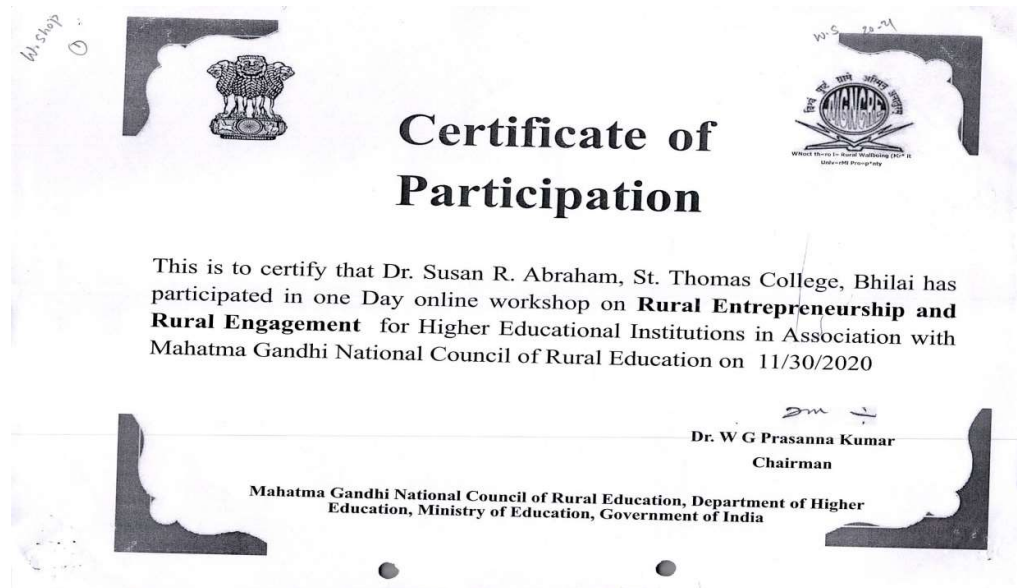 W. Shop
①
W.S 20-21
Certificate of
Participation
MGNCRE
This is to certify that Dr. Susan R. Abraham, St. Thomas College, Bhilai has
participated in one Day online workshop on Rural Entrepreneurship and
Rural Engagement for Higher Educational Institutions in Association with
Mahatma Gandhi National Council of Rural Education on 11/30/2020
Dr. W G Prasanna Kumar
Chairman
Mahatma Gandhi National Council of Rural Education, Department of Higher
Education, Ministry of Education, Government of India